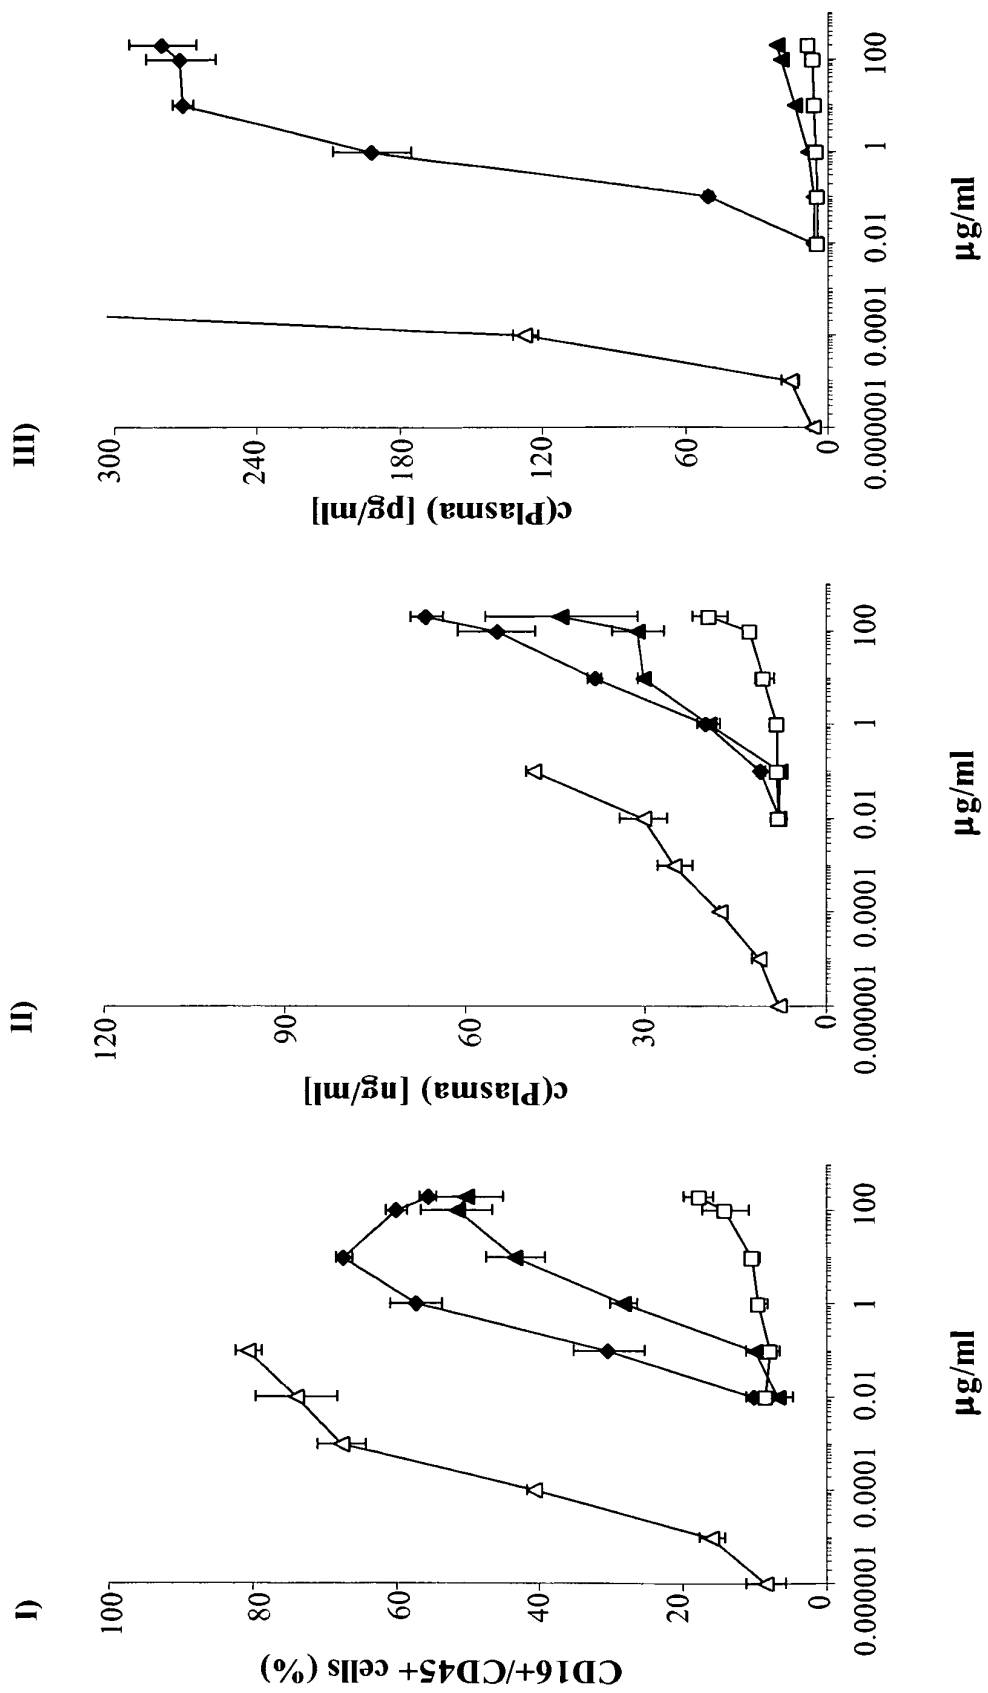 I)
CD16+/CD45+ cells (%)
100
80
60
40
20
0
0.000001 0.0001 0.01 1 100
µg/ml
II)
c(Plasma) [ng/ml]
120
90
60
30
0
0.000001 0.0001 0.01 1 100
µg/ml
III)
c(Plasma) [pg/ml]
300
240
180
120
60
0
0.000001 0.0001 0.01 1 100
µg/ml